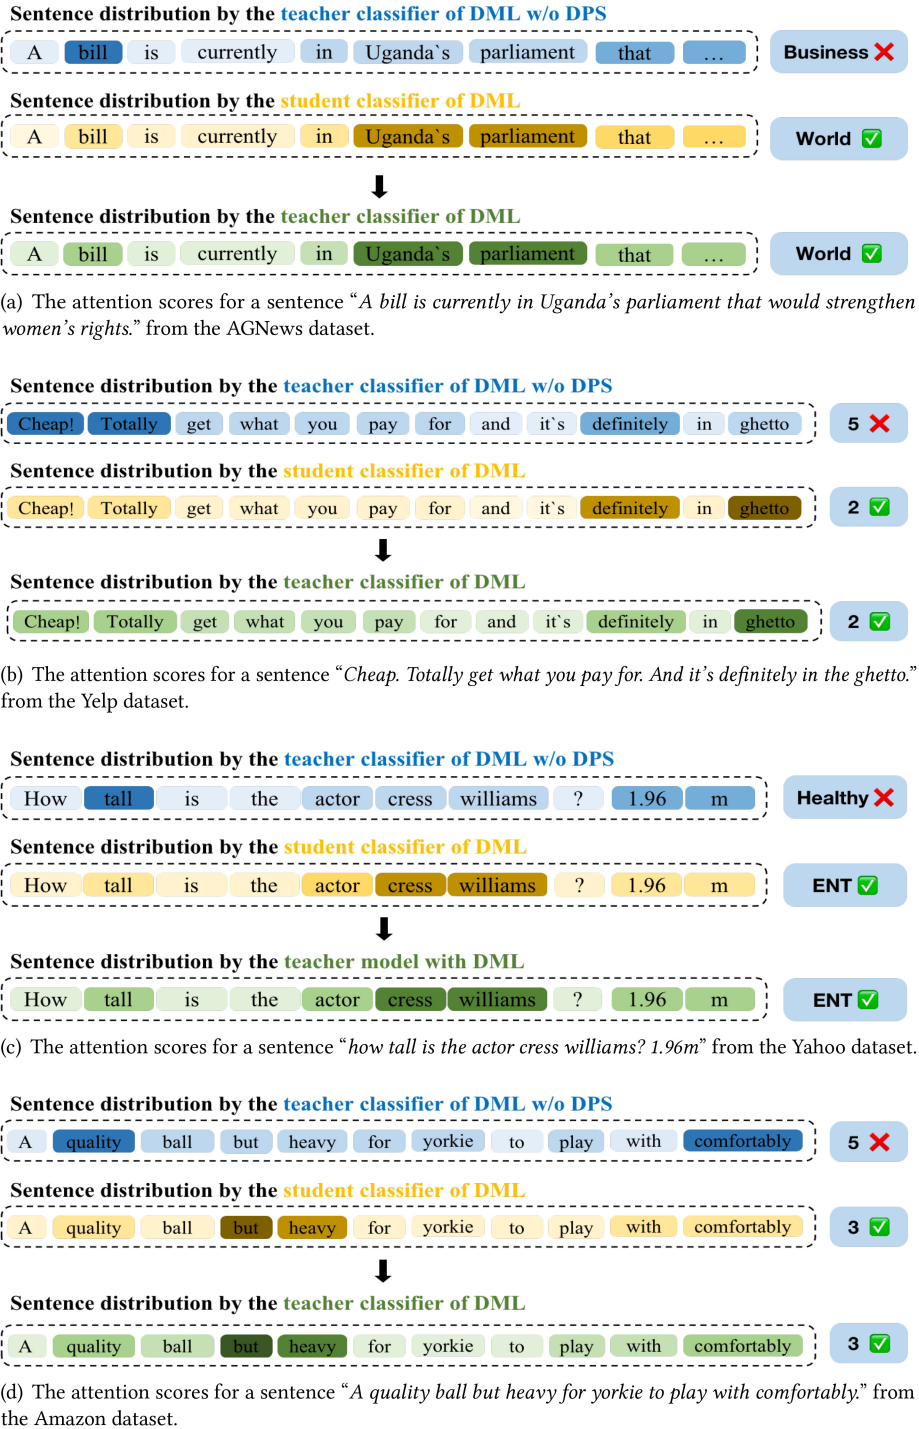 Sentence distribution by the teacher classifier of DML w/o DPS
A bill is currently in Uganda`s parliament that ... Business
Sentence distribution by the student classifier of DML
A bill is currently in Uganda`s parliament that ... World
Sentence distribution by the teacher classifier of DML
A bill is currently in Uganda`s parliament that ... World
(a) The attention scores for a sentence “A bill is currently in Uganda’s parliament that would strengthen
women’s rights.” from the AGNews dataset.
Sentence distribution by the teacher classifier of DML w/o DPS
Cheap! Totally get what you pay for and it`s definitely in ghetto 5
Sentence distribution by the student classifier of DML
Cheap! Totally get what you pay for and it`s definitely in ghetto 2
Sentence distribution by the teacher classifier of DML
Cheap! Totally get what you pay for and it`s definitely in ghetto 2
(b) The attention scores for a sentence “Cheap. Totally get what you pay for. And it’s definitely in the ghetto.”
from the Yelp dataset.
Sentence distribution by the teacher classifier of DML w/o DPS
How tall is the actor cress williams ? 1.96 m Healthy
Sentence distribution by the student classifier of DML
How tall is the actor cress williams ? 1.96 m ENT
Sentence distribution by the teacher model with DML
How tall is the actor cress williams ? 1.96 m ENT
(c) The attention scores for a sentence “how tall is the actor cress williams? 1.96m” from the Yahoo dataset.
Sentence distribution by the teacher classifier of DML w/o DPS
A quality ball but heavy for yorkie to play with comfortably 5
Sentence distribution by the student classifier of DML
A quality ball but heavy for yorkie to play with comfortably 3
Sentence distribution by the teacher classifier of DML
A quality ball but heavy for yorkie to play with comfortably 3
(d) The attention scores for a sentence “A quality ball but heavy for yorkie to play with comfortably.” from
the Amazon dataset.